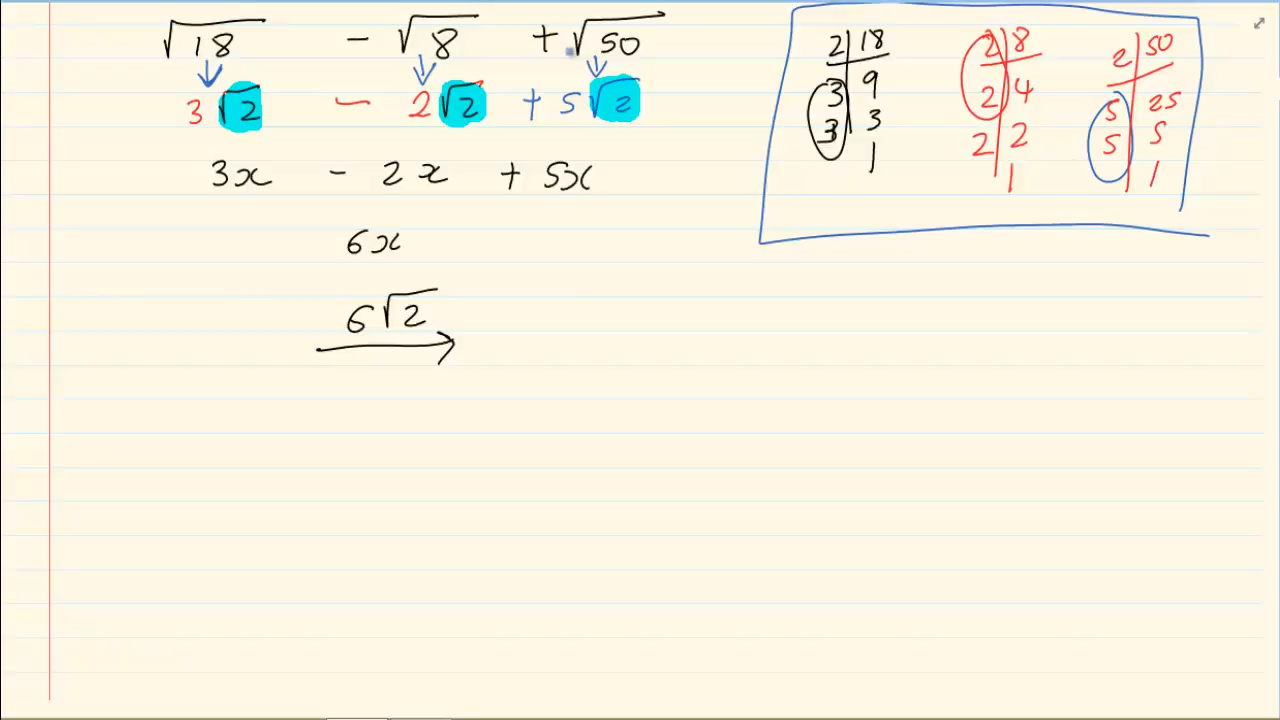 √18 - √8 + √50
3√2 - 2√2 + 5√2
3x - 2x + 5x
6x
6√2
2 | 18
3 | 9
3 | 3
1
2 | 8
2 | 4
2 | 2
1
2 | 50
5 | 25
5 | 5
1